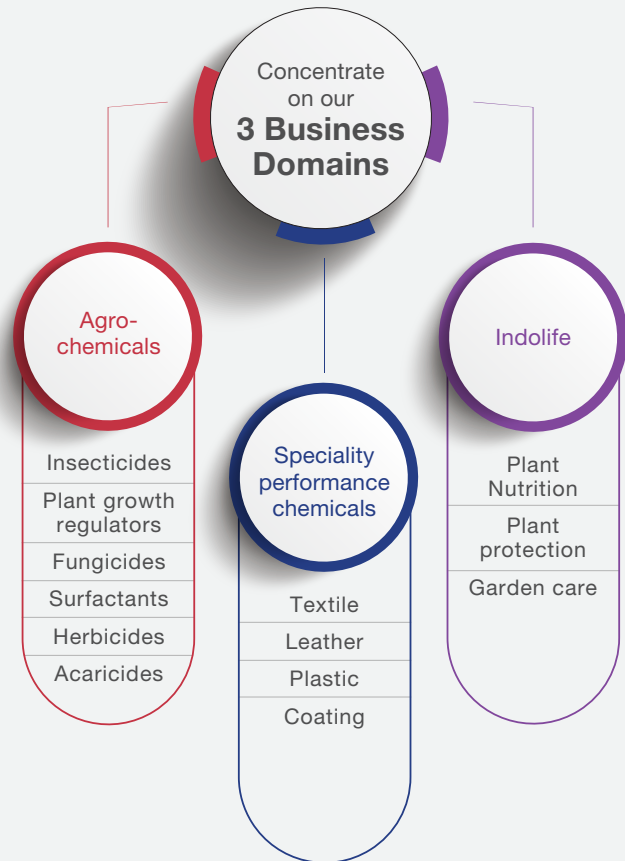 Concentrate
on our
3 Business
Domains
Agro-
chemicals
Insecticides
Plant growth
regulators
Fungicides
Surfactants
Herbicides
Acaricides
Speciality
performance
chemicals
Textile
Leather
Plastic
Coating
Indolife
Plant
Nutrition
Plant
protection
Garden care